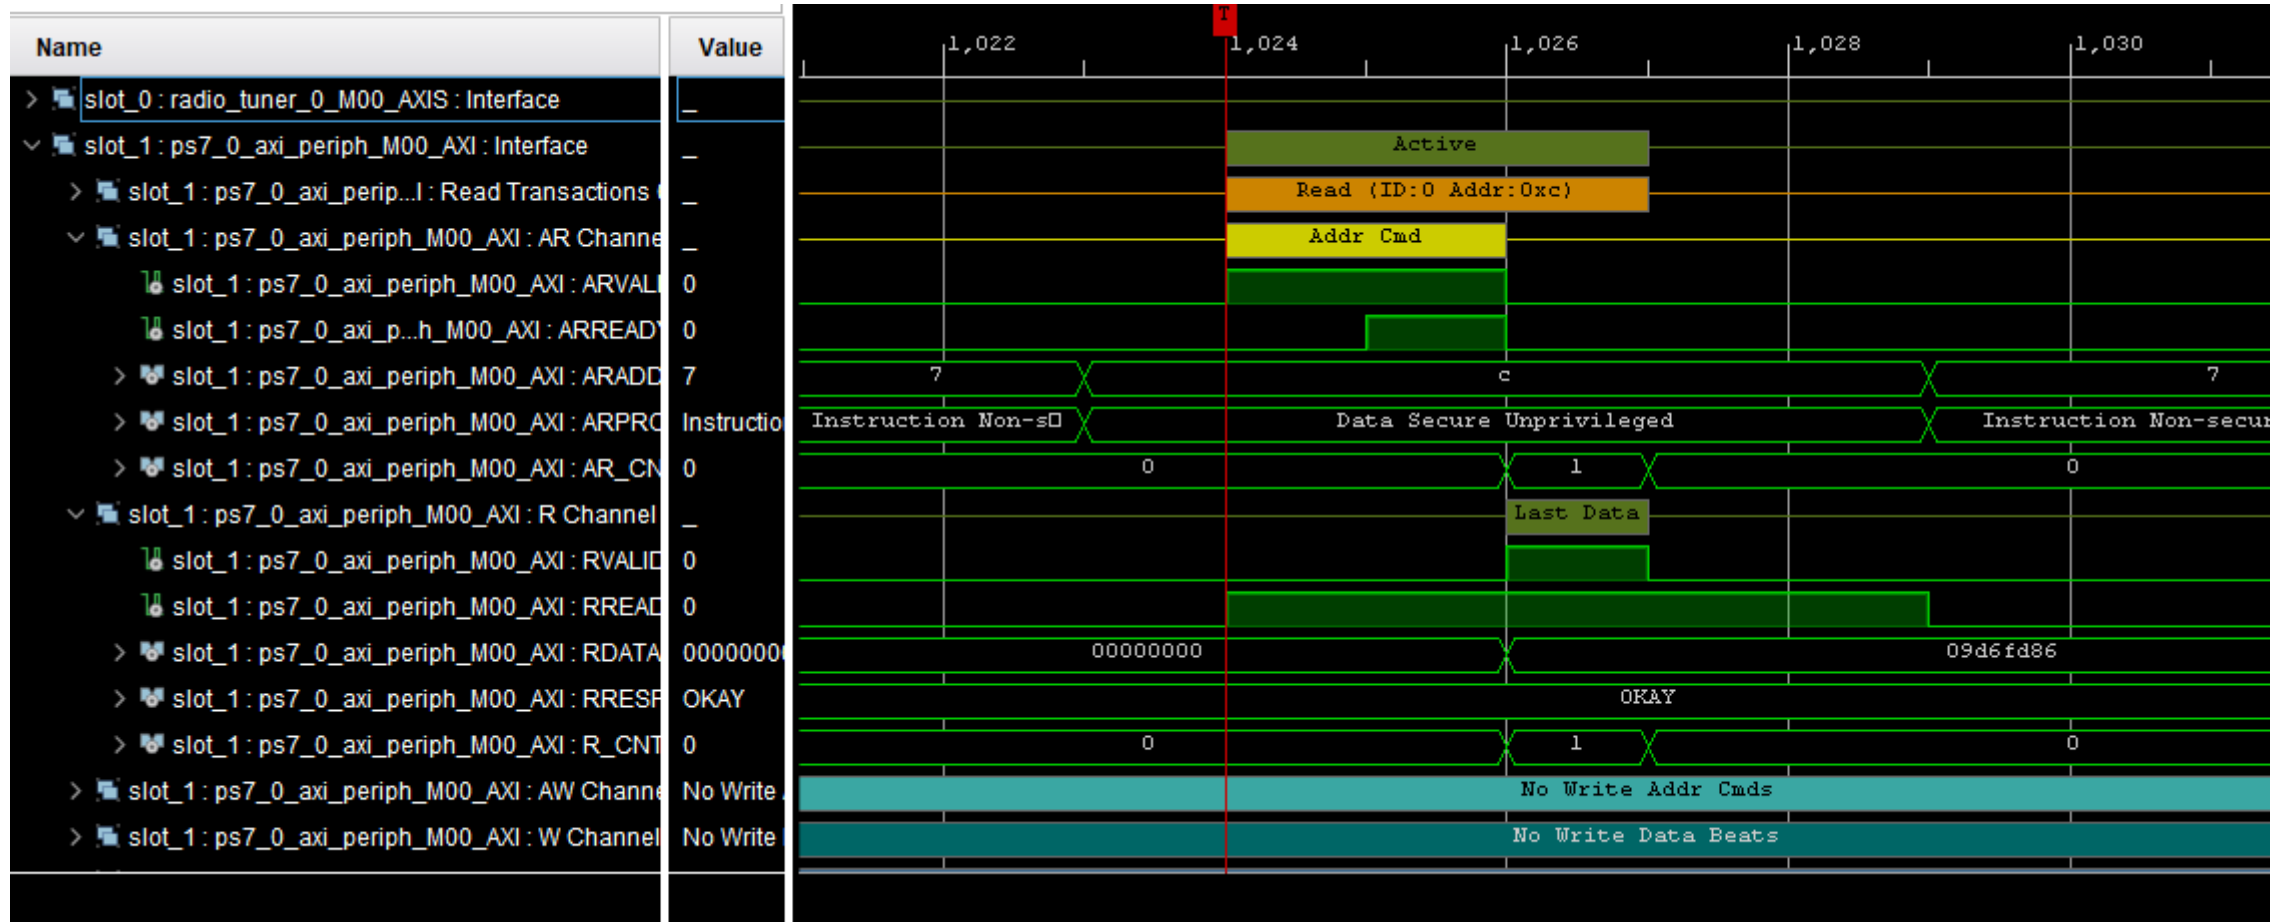 Name Value
T
1,022 1,024 1,026 1,028 1,030
slot_0 : radio_tuner_0_M00_AXIS : Interface _
slot_1 : ps7_0_axi_periph_M00_AXI : Interface _ Active
slot_1 : ps7_0_axi_perip...I : Read Transactions _ Read (ID:0 Addr:0xc)
slot_1 : ps7_0_axi_periph_M00_AXI : AR Channe _ Addr Cmd
slot_1 : ps7_0_axi_periph_M00_AXI : ARVALI 0
slot_1 : ps7_0_axi_p...h_M00_AXI : ARREADY 0
slot_1 : ps7_0_axi_periph_M00_AXI : ARADD 7 7 c 7
slot_1 : ps7_0_axi_periph_M00_AXI : ARPRO Instructio Instruction Non-s□ Data Secure Unprivileged Instruction Non-secur
slot_1 : ps7_0_axi_periph_M00_AXI : AR_CN 0 0 1 0
slot_1 : ps7_0_axi_periph_M00_AXI : R Channel _ Last Data
slot_1 : ps7_0_axi_periph_M00_AXI : RVALID 0
slot_1 : ps7_0_axi_periph_M00_AXI : RREAD 0
slot_1 : ps7_0_axi_periph_M00_AXI : RDATA 00000000 00000000 09d6fd86
slot_1 : ps7_0_axi_periph_M00_AXI : RRESP OKAY OKAY
slot_1 : ps7_0_axi_periph_M00_AXI : R_CNT 0 0 1 0
slot_1 : ps7_0_axi_periph_M00_AXI : AW Channe No Write No Write Addr Cmds
slot_1 : ps7_0_axi_periph_M00_AXI : W Channel No Write No Write Data Beats